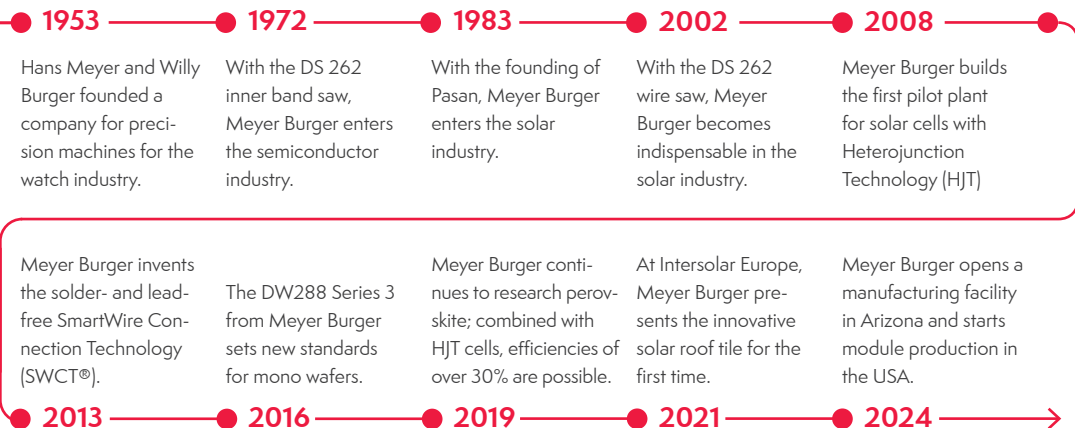 1953
Hans Meyer and Willy
Burger founded a
company for preci-
sion machines for the
watch industry.
1972
With the DS 262
inner band saw,
Meyer Burger enters
the semiconductor
industry.
1983
With the founding of
Pasan, Meyer Burger
enters the solar
industry.
2002
With the DS 262
wire saw, Meyer
Burger becomes
indispensable in the
solar industry.
2008
Meyer Burger builds
the first pilot plant
for solar cells with
Heterojunction
Technology (HJT)
Meyer Burger invents
the solder- and lead-
free SmartWire Con-
nection Technology
(SWCT®).
2013
The DW288 Series 3
from Meyer Burger
sets new standards
for mono wafers.
2016
Meyer Burger conti-
nues to research perov-
skite; combined with
HJT cells, efficiencies of
over 30% are possible.
2019
At Intersolar Europe,
Meyer Burger pre-
sents the innovative
solar roof tile for the
first time.
2021
Meyer Burger opens a
manufacturing facility
in Arizona and starts
module production in
the USA.
2024